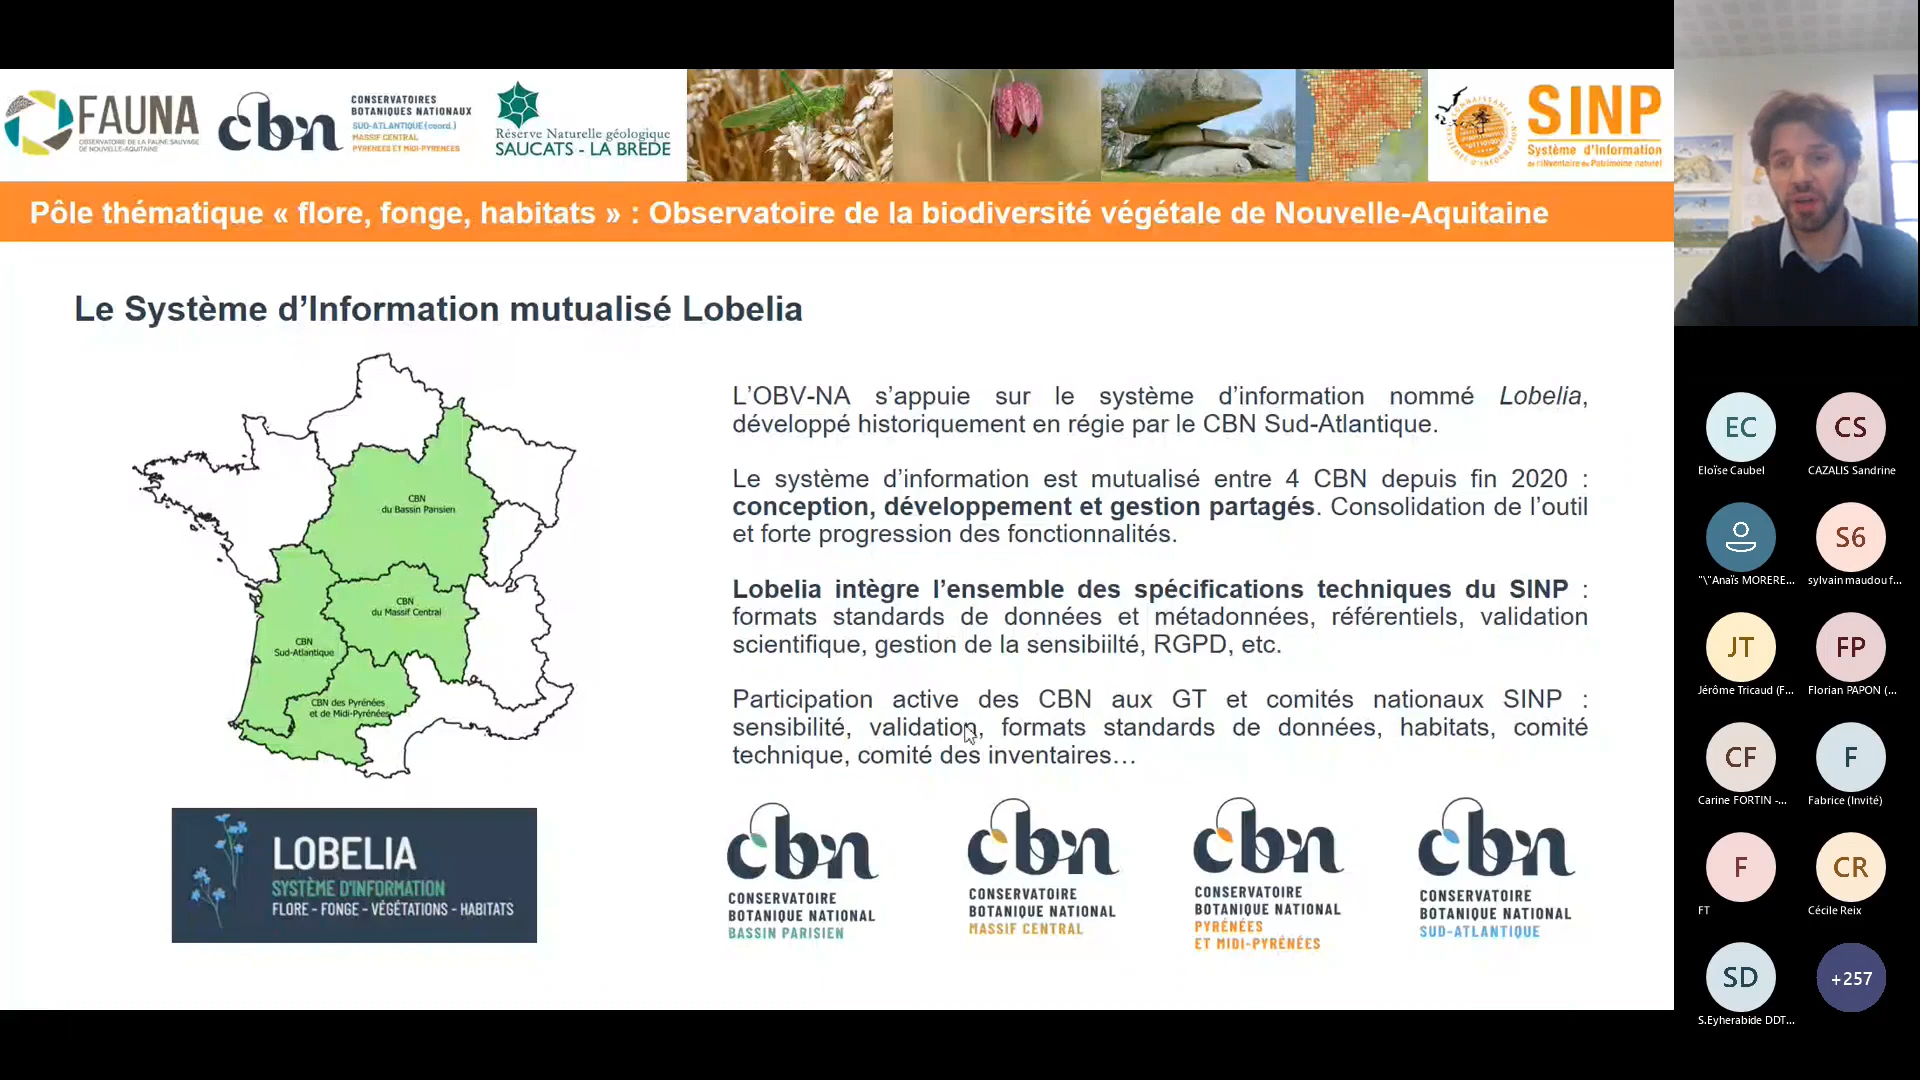 FAUNA
OBSERVATOIRE DE LA FAUNE SAUVAGE
DE NOUVELLE-AQUITAINE
cbn
CONSERVATOIRES
BOTANIQUES NATIONAUX
SUD-ATLANTIQUE (coord.)
MASSIF CENTRAL
PYRÉNÉES ET MIDI-PYRÉNÉES
Réserve Naturelle géologique
SAUCATS - LA BRÈDE
SINP
Système d'Information
de l'iNventaire du Patrimoine naturel
Pôle thématique « flore, fonge, habitats » : Observatoire de la biodiversité végétale de Nouvelle-Aquitaine
Le Système d’Information mutualisé Lobelia
CBN
du Bassin Parisien
CBN
du Massif Central
CBN
Sud-Atlantique
CBN des Pyrénées
et de Midi-Pyrénées
L’OBV-NA s’appuie sur le système d’information nommé Lobelia,
développé historiquement en régie par le CBN Sud-Atlantique.
Le système d’information est mutualisé entre 4 CBN depuis fin 2020 :
conception, développement et gestion partagés. Consolidation de l’outil
et forte progression des fonctionnalités.
Lobelia intègre l’ensemble des spécifications techniques du SINP :
formats standards de données et métadonnées, référentiels, validation
scientifique, gestion de la sensibiilté, RGPD, etc.
Participation active des CBN aux GT et comités nationaux SINP :
sensibilité, validation, formats standards de données, habitats, comité
technique, comité des inventaires…
LOBELIA
SYSTÈME D'INFORMATION
FLORE - FONGE - VÉGÉTATIONS - HABITATS
cbn
CONSERVATOIRE
BOTANIQUE NATIONAL
BASSIN PARISIEN
cbn
CONSERVATOIRE
BOTANIQUE NATIONAL
MASSIF CENTRAL
cbn
CONSERVATOIRE
BOTANIQUE NATIONAL
PYRÉNÉES
ET MIDI-PYRÉNÉES
cbn
CONSERVATOIRE
BOTANIQUE NATIONAL
SUD-ATLANTIQUE
EC
Eloïse Caubel
CS
CAZALIS Sandrine
"\"Anaïs MORERE...
S6
sylvain maudou f...
JT
Jérôme Tricaud (F...
FP
Florian PAPON (...
CF
Carine FORTIN -...
F
Fabrice (Invité)
F
FT
CR
Cécile Reix
SD
S.Eyherabide DDT...
+257